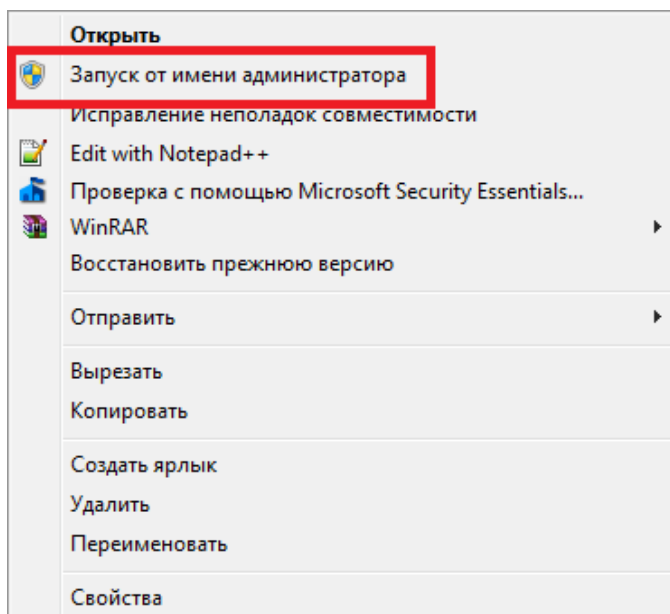 Открыть
Запуск от имени администратора
Исправление неполадок совместимости
Edit with Notepad++
Проверка с помощью Microsoft Security Essentials...
WinRAR
Восстановить прежнюю версию
Отправить
Вырезать
Копировать
Создать ярлык
Удалить
Переименовать
Свойства